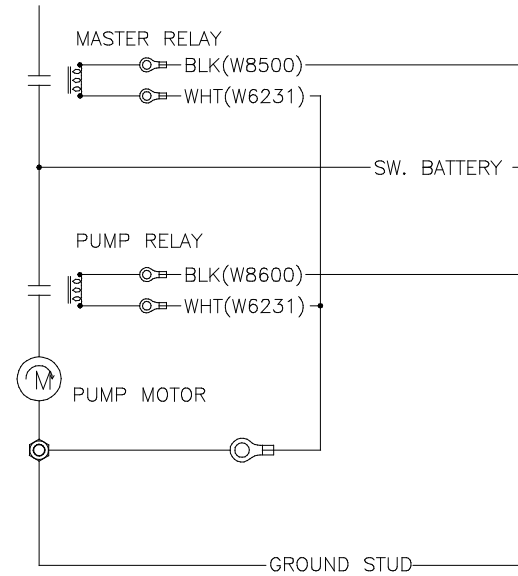 MASTER RELAY
BLK(W8500)
WHT(W6231)
SW. BATTERY
PUMP RELAY
BLK(W8600)
WHT(W6231)
M
PUMP MOTOR
GROUND STUD